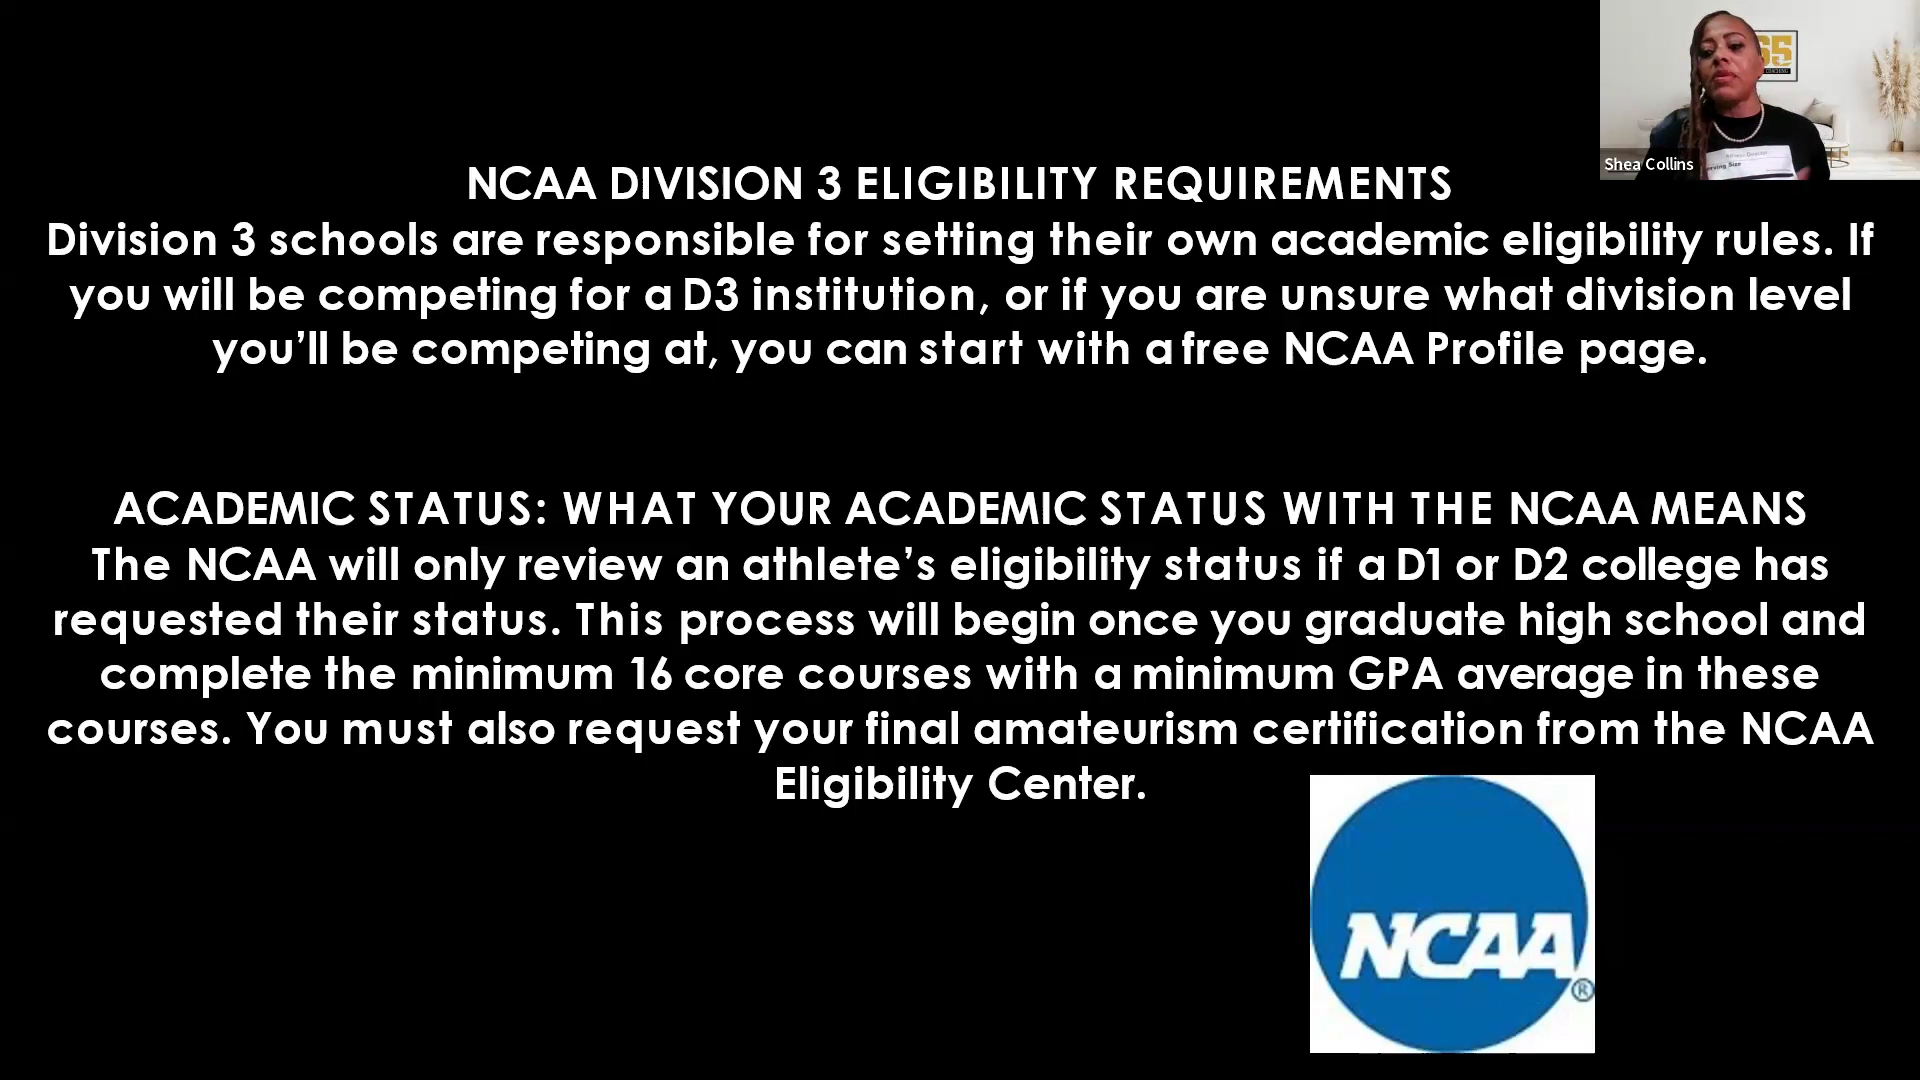 65
COACHING
Shea Collins
Serving Size
NCAA DIVISION 3 ELIGIBILITY REQUIREMENTS
Division 3 schools are responsible for setting their own academic eligibility rules. If
you will be competing for a D3 institution, or if you are unsure what division level
you’ll be competing at, you can start with a free NCAA Profile page.
ACADEMIC STATUS: WHAT YOUR ACADEMIC STATUS WITH THE NCAA MEANS
The NCAA will only review an athlete’s eligibility status if a D1 or D2 college has
requested their status. This process will begin once you graduate high school and
complete the minimum 16 core courses with a minimum GPA average in these
courses. You must also request your final amateurism certification from the NCAA
Eligibility Center.
NCAA
®